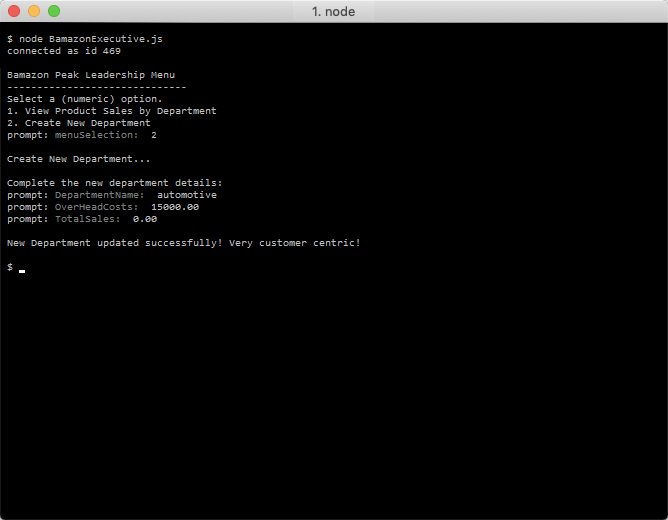 1. node
$ node BamazonExecutive.js
connected as id 469
Bamazon Peak Leadership Menu
------------------------------
Select a (numeric) option.
1. View Product Sales by Department
2. Create New Department
prompt: menuSelection:  2
Create New Department...
Complete the new department details:
prompt: DepartmentName:  automotive
prompt: OverHeadCosts:  15000.00
prompt: TotalSales:  0.00
New Department updated successfully! Very customer centric!
$